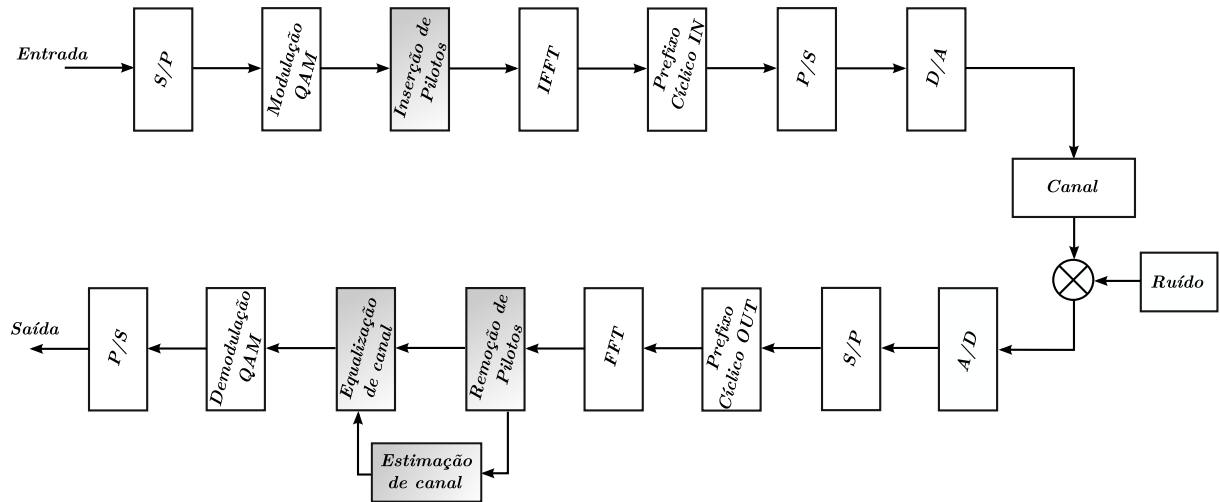 Entrada
S/P
Modulação
QAM
Inserção de
Pilotos
IFFT
Prefixo
Cíclico IN
P/S
D/A
Canal
Ruído
A/D
S/P
Prefixo
Cíclico OUT
FFT
Remoção de
Pilotos
Equalização
de canal
Estimação
de canal
Demodulação
QAM
P/S
Saída